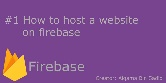 #1 How to host a website
on firebase
Firebase